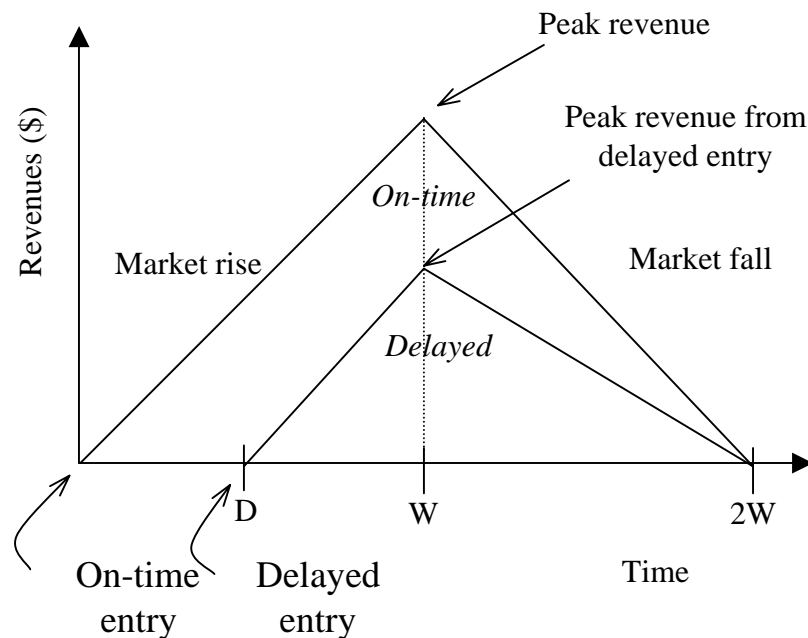 Peak revenue
Peak revenue from
delayed entry
Revenues ($)
On-time
Market rise
Market fall
Delayed
D
W
2W
On-time
entry
Delayed
entry
Time